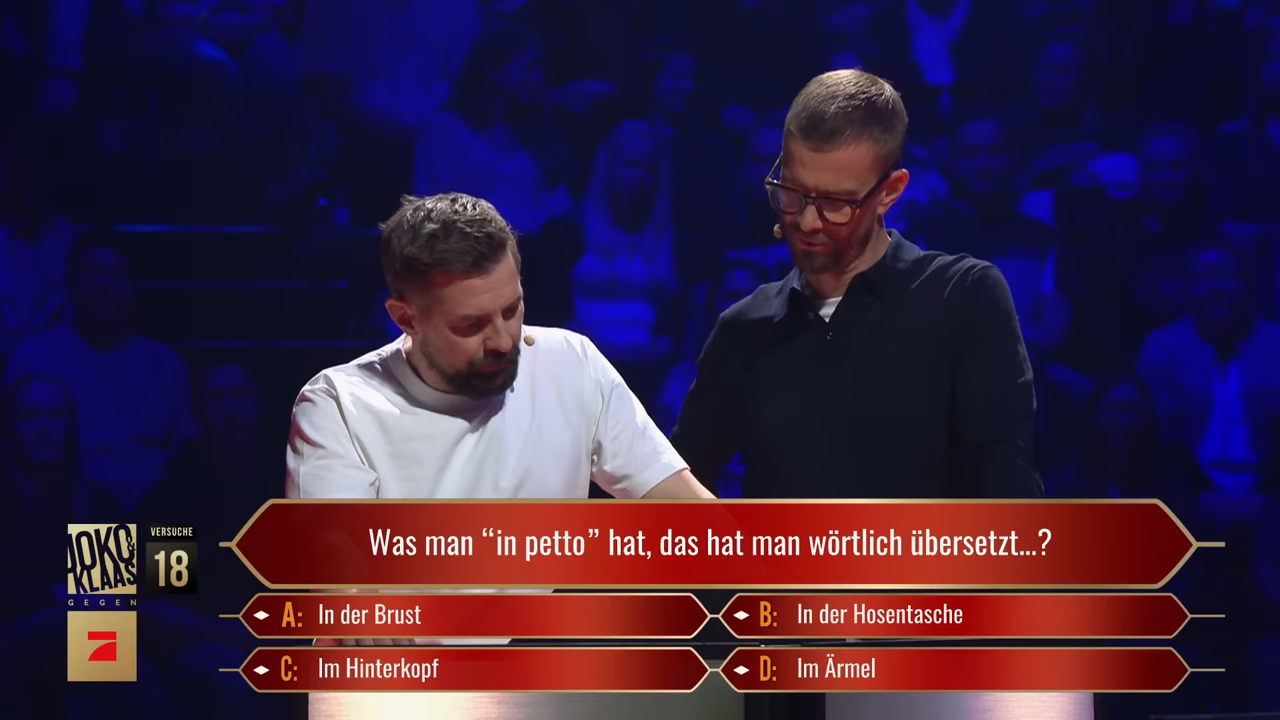 Was man “in petto” hat, das hat man wörtlich übersetzt...?
JOKO &
KLAAS
GEGEN
VERSUCHE
18
A: In der Brust
B: In der Hosentasche
C: Im Hinterkopf
D: Im Ärmel